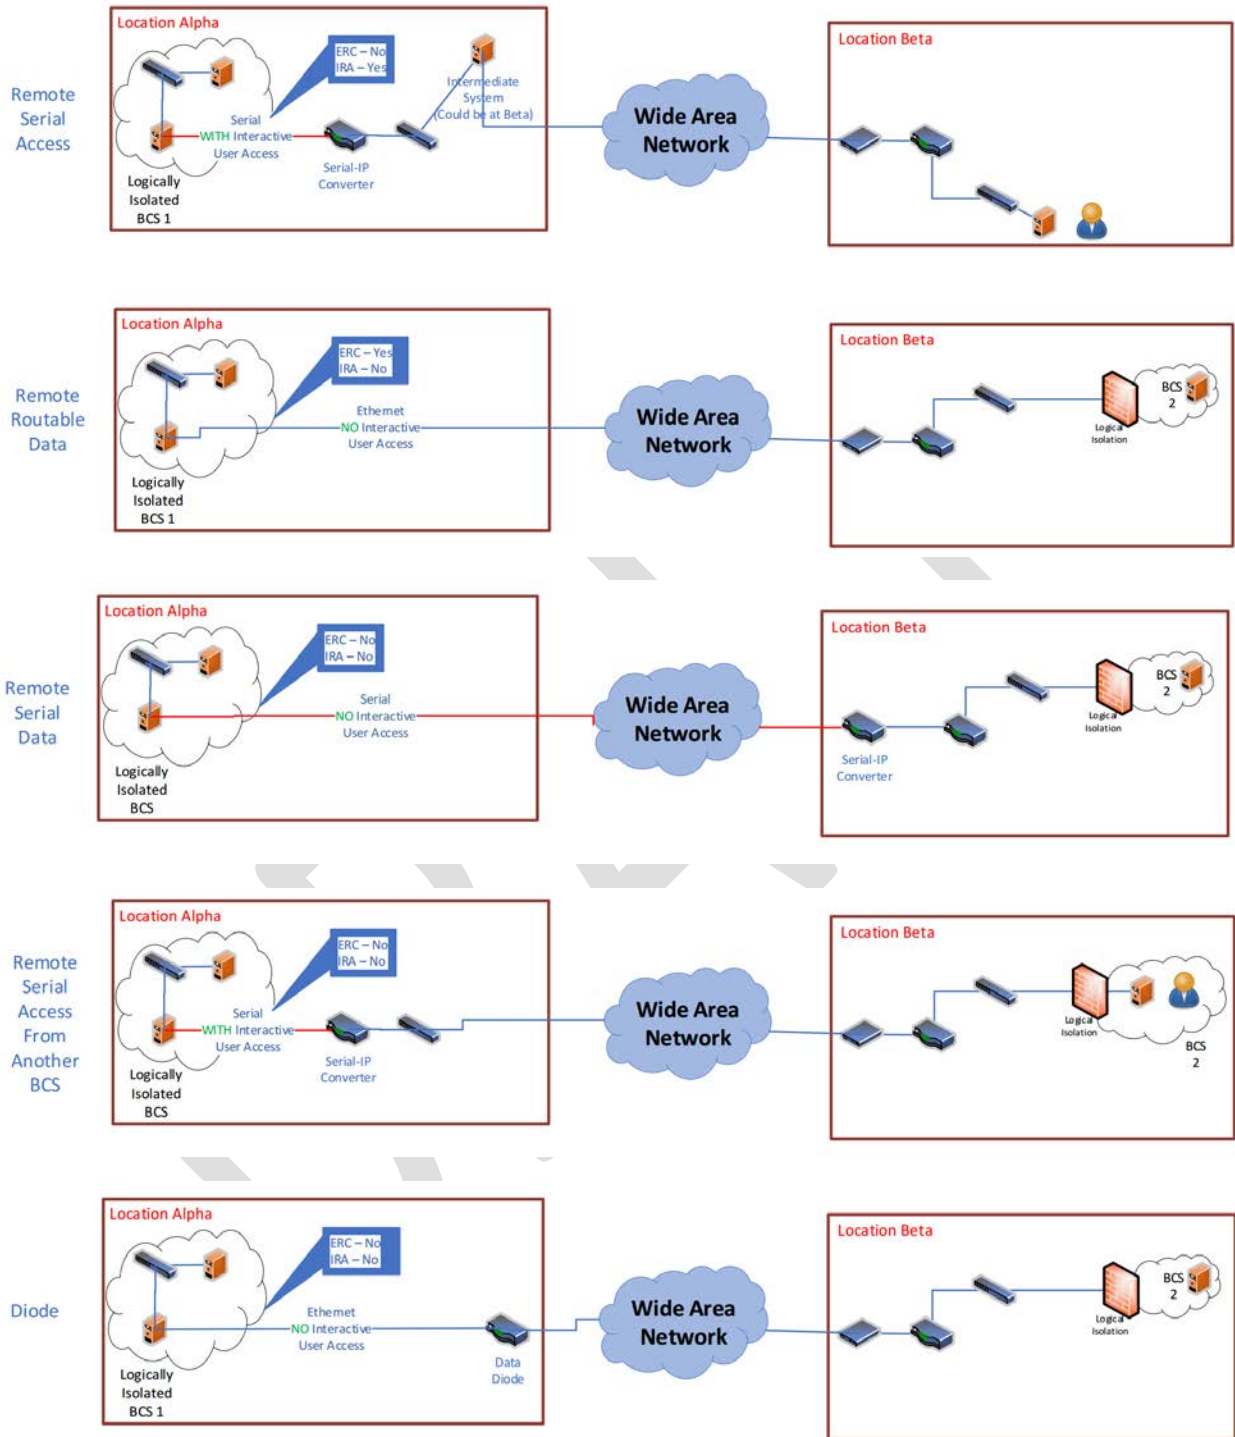 Location Alpha
ERC – No
IRA – Yes
Remote
Serial
Access
Serial
WITH Interactive
User Access
Intermediate
System
(Could be at Beta)
Serial-IP
Converter
Logically
Isolated
BCS 1
Wide Area
Network
Location Beta
Location Alpha
ERC – Yes
IRA – No
Remote
Routable
Data
Ethernet
NO Interactive
User Access
Logically
Isolated
BCS 1
Wide Area
Network
Location Beta
BCS
2
Logical
Isolation
Location Alpha
ERC – No
IRA – No
Remote
Serial
Data
Serial
NO Interactive
User Access
Logically
Isolated
BCS
Wide Area
Network
Location Beta
BCS
2
Logical
Isolation
Serial-IP
Converter
Location Alpha
ERC – No
IRA – No
Remote
Serial
Access
From
Another
BCS
Serial
WITH Interactive
User Access
Serial-IP
Converter
Logically
Isolated
BCS
Wide Area
Network
Location Beta
Logical
Isolation
BCS
2
Location Alpha
ERC – No
IRA – No
Diode
Ethernet
NO Interactive
User Access
Data
Diode
Logically
Isolated
BCS 1
Wide Area
Network
Location Beta
BCS
2
Logical
Isolation